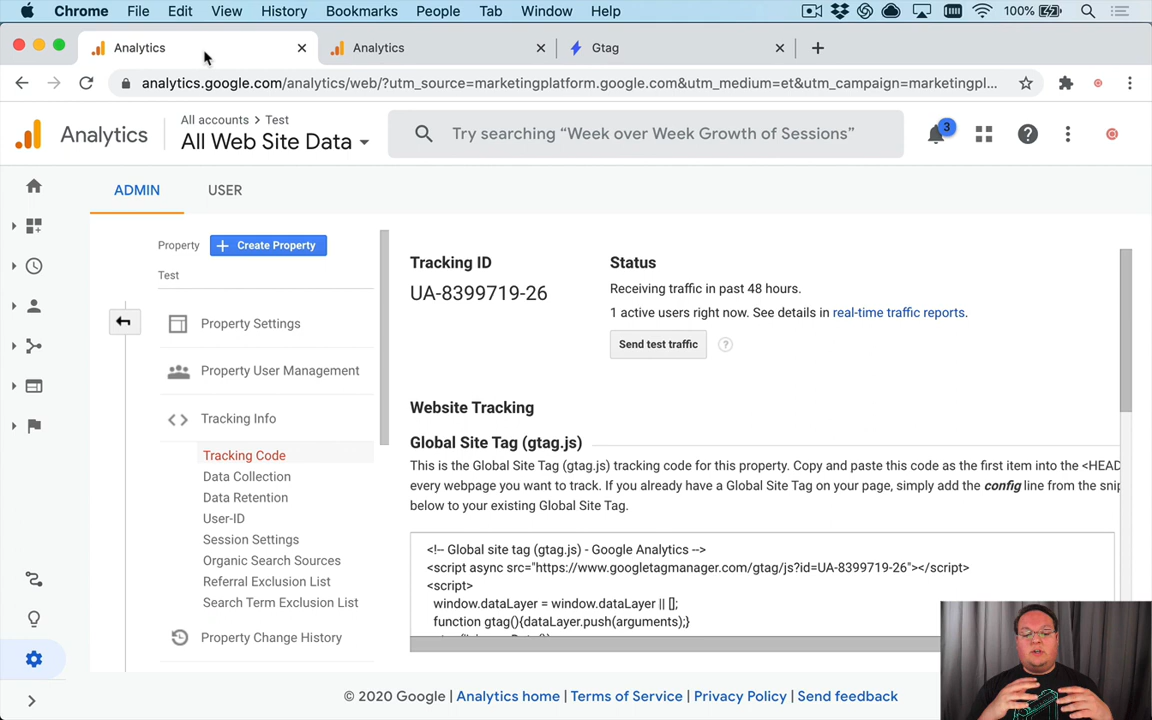 Chrome File Edit View History Bookmarks People Tab Window Help 100%
Analytics Analytics Gtag
analytics.google.com/analytics/web/?utm_source=marketingplatform.google.com&utm_medium=et&utm_campaign=marketingpl...
Analytics
All accounts > Test
All Web Site Data
Try searching “Week over Week Growth of Sessions”
3
ADMIN USER
Property
Create Property
Test
Property Settings
Property User Management
Tracking Info
Tracking Code
Data Collection
Data Retention
User-ID
Session Settings
Organic Search Sources
Referral Exclusion List
Search Term Exclusion List
Property Change History
Tracking ID
UA-8399719-26
Status
Receiving traffic in past 48 hours.
1 active users right now. See details in real-time traffic reports.
Send test traffic ?
Website Tracking
Global Site Tag (gtag.js)
This is the Global Site Tag (gtag.js) tracking code for this property. Copy and paste this code as the first item into the <HEAD
every webpage you want to track. If you already have a Global Site Tag on your page, simply add the config line from the snip
below to your existing Global Site Tag.
<!-- Global site tag (gtag.js) - Google Analytics -->
<script async src="https://www.googletagmanager.com/gtag/js?id=UA-8399719-26"></script>
<script>
window.dataLayer = window.dataLayer || [];
function gtag(){dataLayer.push(arguments);}
© 2020 Google | Analytics home | Terms of Service | Privacy Policy | Send feedback